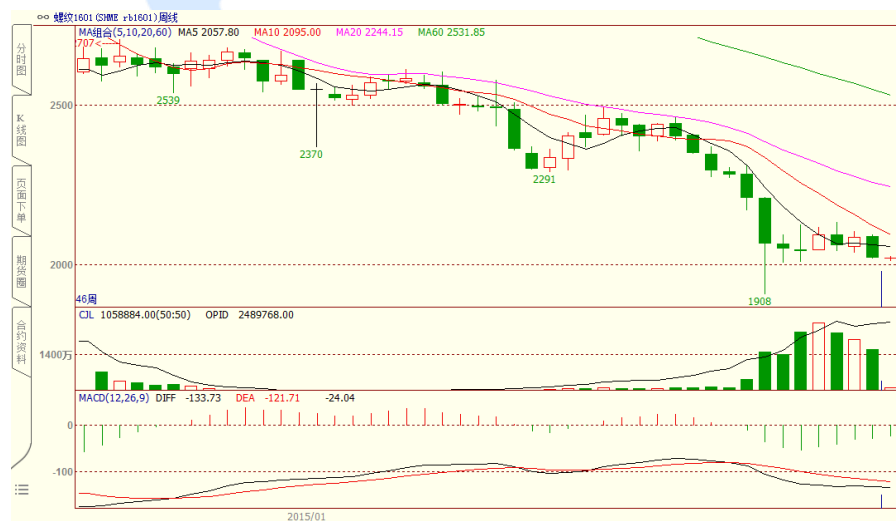 螺纹1601(SHME rb1601)周线
MA组合(5,10,20,60) MA5 2057.80 MA10 2095.00 MA20 2244.15 MA60 2531.85
2707
2539
2500
2370
2291
2000
1908
46周
CJL 1058884.00(50:50) OPID 2489768.00
1400万
MACD(12,26,9) DIFF -133.73 DEA -121.71 -24.04
0
-100
2015/01
分时图
K线图
页面下单
期货圈
合约资料